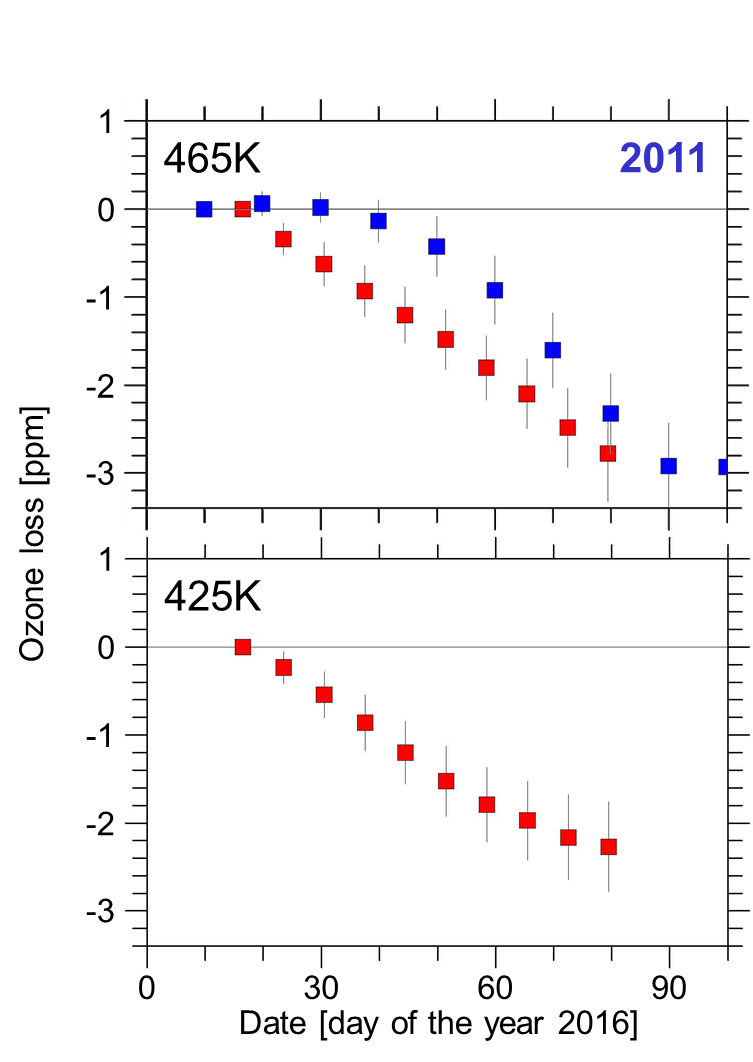 1
465K
2011
0
-1
-2
-3
Ozone loss [ppm]
1
425K
0
-1
-2
-3
0 30 60 90
Date [day of the year 2016]